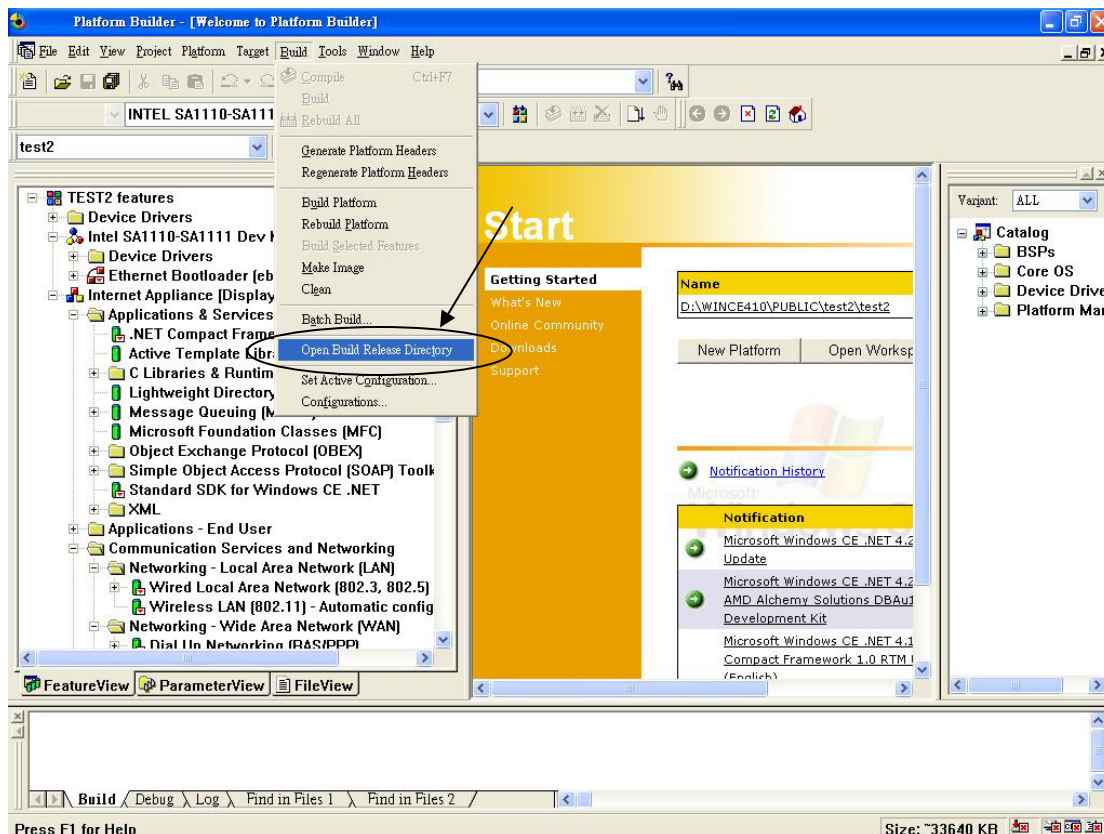 Platform Builder - [Welcome to Platform Builder]
File Edit View Project Platform Target Build Tools Window Help
Compile Ctrl+F7
Build
Rebuild All
Generate Platform Headers
Regenerate Platform Headers
Build Platform
Rebuild Platform
Build Selected Features
Make Image
Clean
Batch Build...
Open Build Release Directory
Set Active Configuration...
Configurations...
INTEL SA1110-SA111
test2
TEST2 features
Device Drivers
Intel SA1110-SA1111 Dev
Device Drivers
Ethernet Bootloader (eb
Internet Appliance [Display
Applications & Services
.NET Compact Frame
Active Template Libr
C Libraries & Runtim
Lightweight Directory
Message Queuing
Microsoft Foundation Classes (MFC)
Object Exchange Protocol (OBEX)
Simple Object Access Protocol (SOAP) Toolk
Standard SDK for Windows CE .NET
XML
Applications - End User
Communication Services and Networking
Networking - Local Area Network (LAN)
Wired Local Area Network (802.3, 802.5)
Wireless LAN (802.11) - Automatic config
Networking - Wide Area Network (WAN)
Dial Up Networking (RAS/PPP)
FeatureView ParameterView FileView
Start
Getting Started
What's New
Online Community
Downloads
Support
Name
D:\WINCE410\PUBLIC\test2\test2
New Platform Open Worksp
Notification History
Microsoft
Notification
Microsoft Windows CE .NET 4.2
Update
Microsoft Windows CE .NET 4.2
AMD Alchemy Solutions DBAu1
Development Kit
Microsoft Windows CE .NET 4.1
Compact Framework 1.0 RTM
(English)
Variant: ALL
Catalog
BSPs
Core OS
Device Drive
Platform Mar
Build Debug Log Find in Files 1 Find in Files 2
Press F1 for Help Size: ~33640 KB